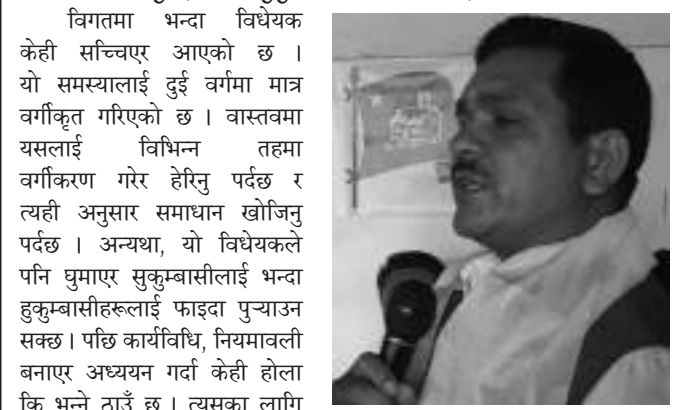 विगतमा भन्दा विधेयक
केही सच्चिएर आएको छ ।
यो समस्यालाई दुई वर्गमा मात्र
वर्गीकृत गरिएको छ । वास्तवमा
यसलाई विभिन्न तहमा
वर्गीकरण गरेर हेरिनु पर्दछ र
त्यही अनुसार समाधान खोजिनु
पर्दछ । अन्यथा, यो विधेयकले
पनि घुमाएर सुकुम्बासीलाई भन्दा
हुकुम्बासीहरूलाई फाइदा पुऱ्याउन
सक्छ । पछि कार्यविधि, नियमावली
बनाएर अध्ययन गर्दा केही होला
कि भन्ने ठाउँ छ । त्यसका लागि